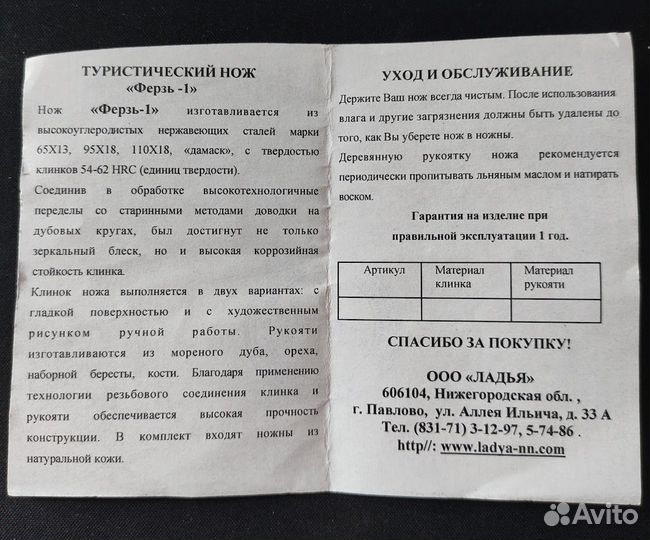 ТУРИСТИЧЕСКИЙ НОЖ
«Ферзь -1»
Нож «Ферзь-1» изготавливается из
высокоуглеродистых нержавеющих сталей марки
65Х13, 95Х18, 110Х18, «дамаск», с твердостью
клинков 54-62 HRC (единиц твердости).
Соединив в обработке высокотехнологичные
переделы со старинными методами доводки на
дубовых кругах, был достигнут не только
зеркальный блеск, но и высокая коррозийная
стойкость клинка.
Клинок ножа выполняется в двух вариантах: с
гладкой поверхностью и с художественным
рисунком ручной работы. Рукояти
изготавливаются из мореного дуба, ореха,
наборной бересты, кости. Благодаря применению
технологии резьбового соединения клинка и
рукояти обеспечивается высокая прочность
конструкции. В комплект входят ножны из
натуральной кожи.
УХОД И ОБСЛУЖИВАНИЕ
Держите Ваш нож всегда чистым. После использования
влага и другие загрязнения должны быть удалены до
того, как Вы уберете нож в ножны.
Деревянную рукоятку ножа рекомендуется
периодически пропитывать льняным маслом и натирать
воском.
Гарантия на изделие при
правильной эксплуатации 1 год.
Артикул Материал Материал
клинка рукояти
СПАСИБО ЗА ПОКУПКУ!
ООО «ЛАДЬЯ»
606104, Нижегородская обл. ,
г. Павлово, ул. Аллея Ильича, д. 33 А
Тел. (831-71) 3-12-97, 5-74-86 .
http//: www.ladya-nn.com
Avito